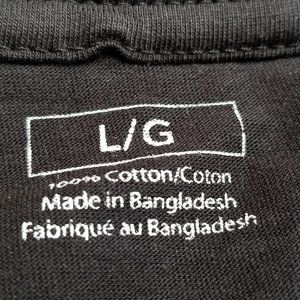 L/G
100% Cotton/Coton
Made in Bangladesh
Fabriqué au Bangladesh